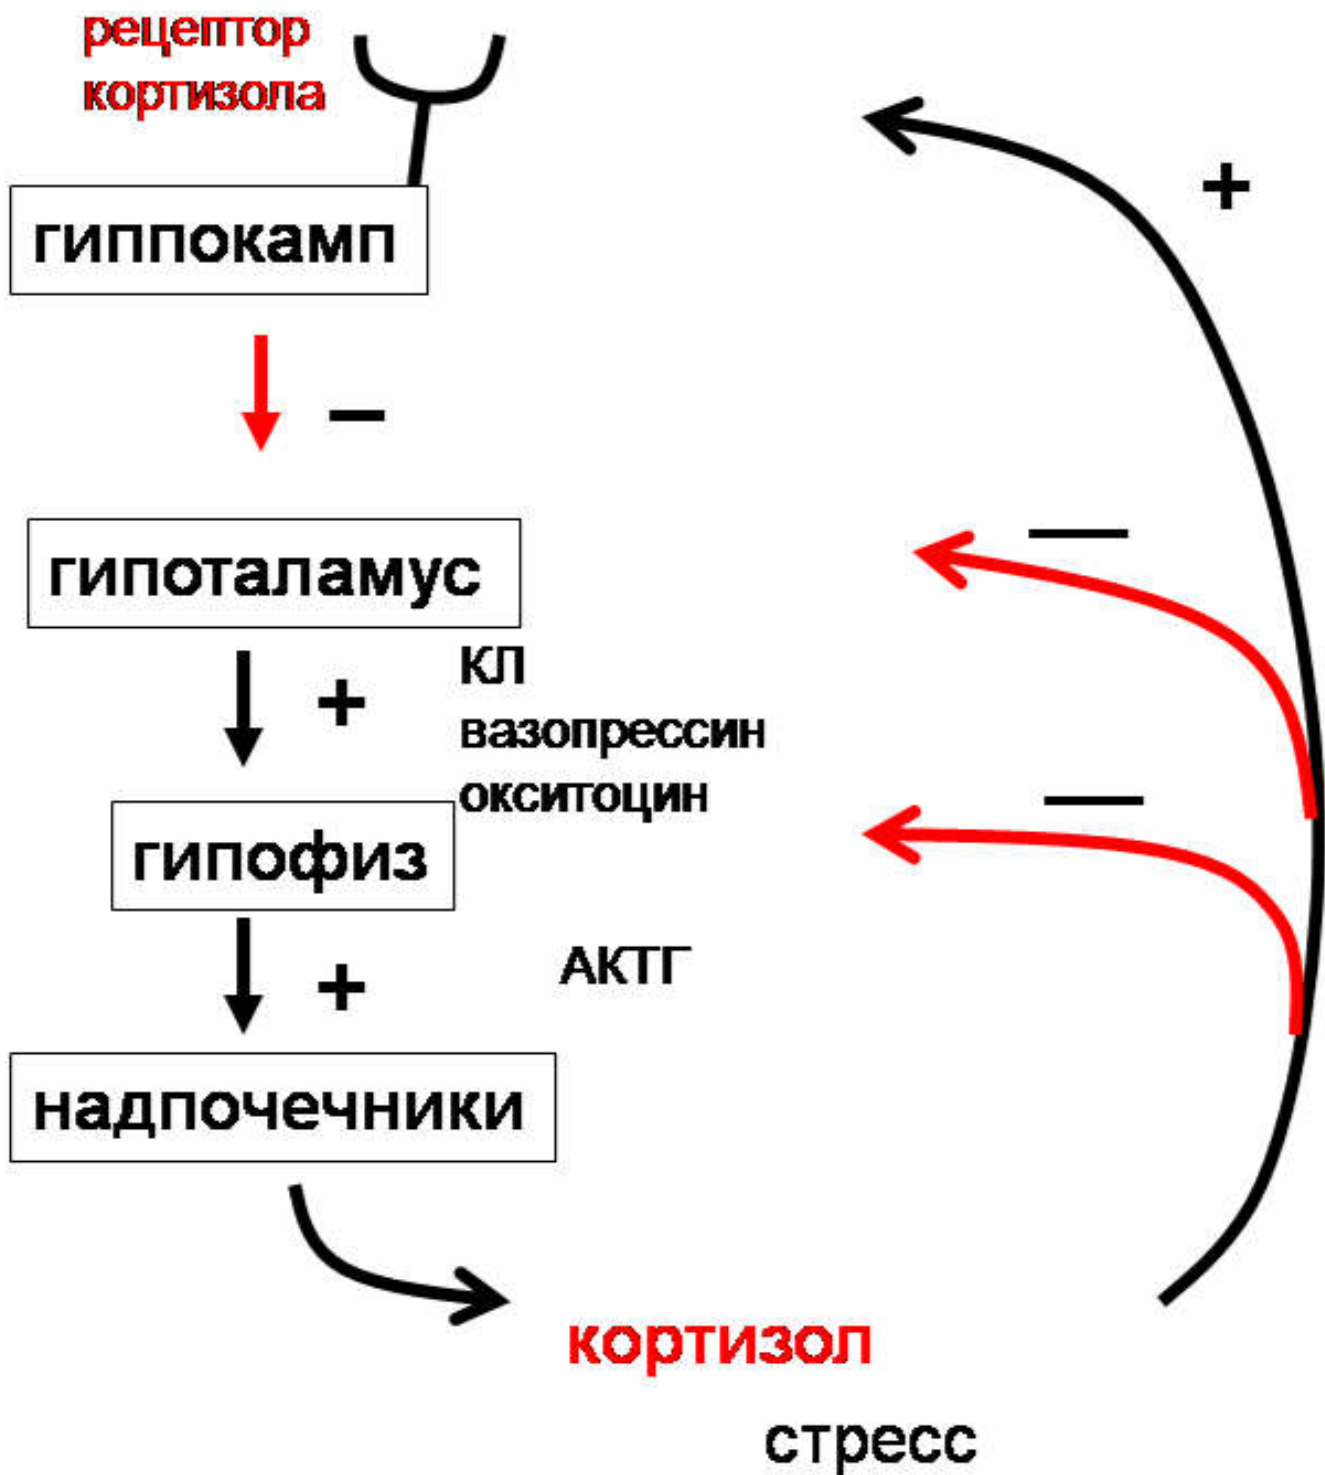 рецептор
кортизола
+
гиппокамп
–
—
гипоталамус
КЛ
+
вазопрессин
окситоцин
—
гипофиз
АКТГ
+
надпочечники
кортизол
стресс